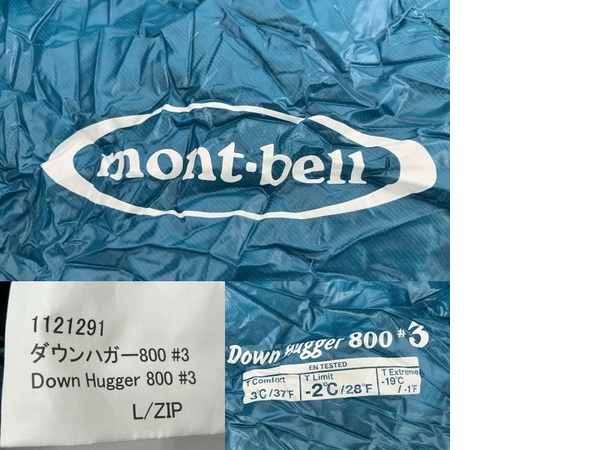 mont-bell
1121291
ダウンハガー800 #3
Down Hugger 800 #3
L/ZIP
Down Hugger 800 #3
EN TESTED
T Comfort T Limit T Extreme
3℃/37℉ -2℃/28℉ -19℃/-1℉